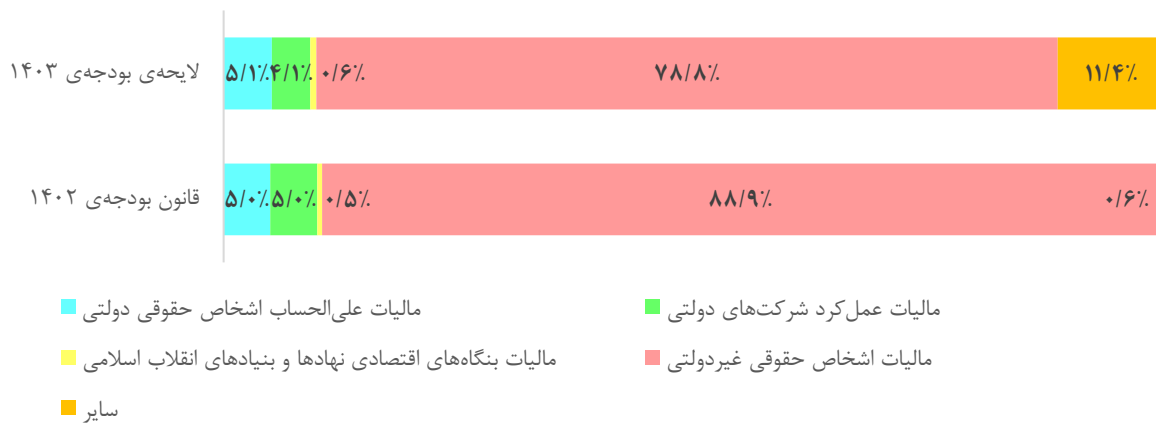 لایحه‌ی بودجه‌ی ۱۴۰۳
۵/۱٪ ۴/۱٪ ۰/۶٪ ۷۸/۸٪ ۱۱/۴٪
قانون بودجه‌ی ۱۴۰۲
۵/۰٪ ۵/۰٪ ۰/۵٪ ۸۸/۹٪ ۰/۶٪
مالیات علی‌الحساب اشخاص حقوقی دولتی
مالیات عمل‌کرد شرکت‌های دولتی
مالیات بنگاه‌های اقتصادی نهادها و بنیادهای انقلاب اسلامی
مالیات اشخاص حقوقی غیردولتی
سایر